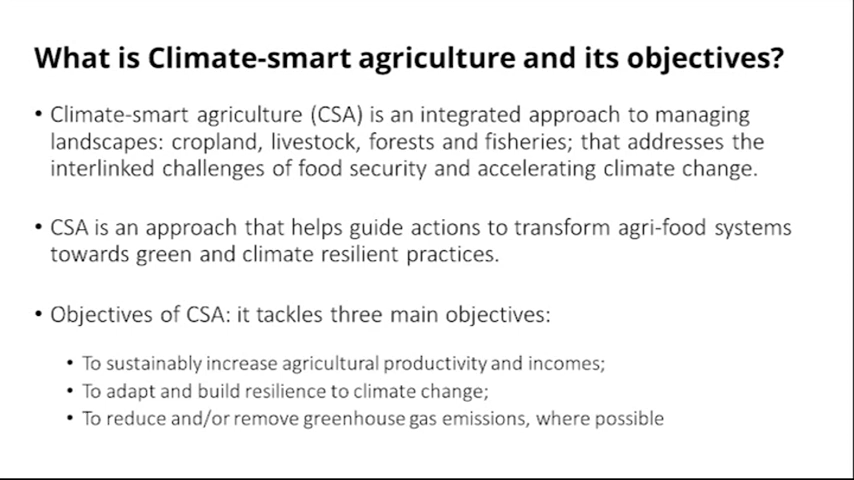 What is Climate-smart agriculture and its objectives?
• Climate-smart agriculture (CSA) is an integrated approach to managing
landscapes: cropland, livestock, forests and fisheries; that addresses the
interlinked challenges of food security and accelerating climate change.
• CSA is an approach that helps guide actions to transform agri-food systems
towards green and climate resilient practices.
• Objectives of CSA: it tackles three main objectives:
• To sustainably increase agricultural productivity and incomes;
• To adapt and build resilience to climate change;
• To reduce and/or remove greenhouse gas emissions, where possible